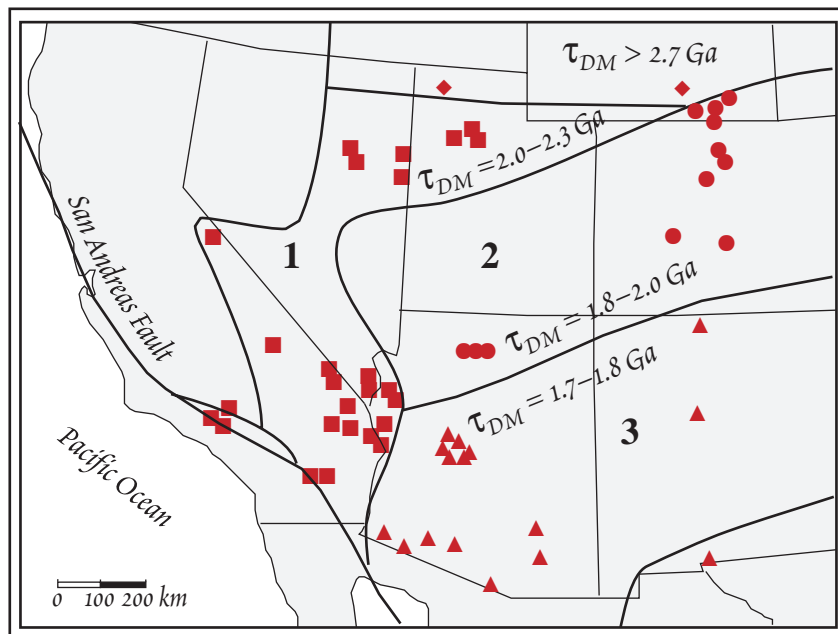 τDM > 2.7 Ga
τDM = 2.0–2.3 Ga
San Andreas Fault
1
2
τDM = 1.8–2.0 Ga
τDM = 1.7–1.8 Ga
3
Pacific Ocean
0 100 200 km